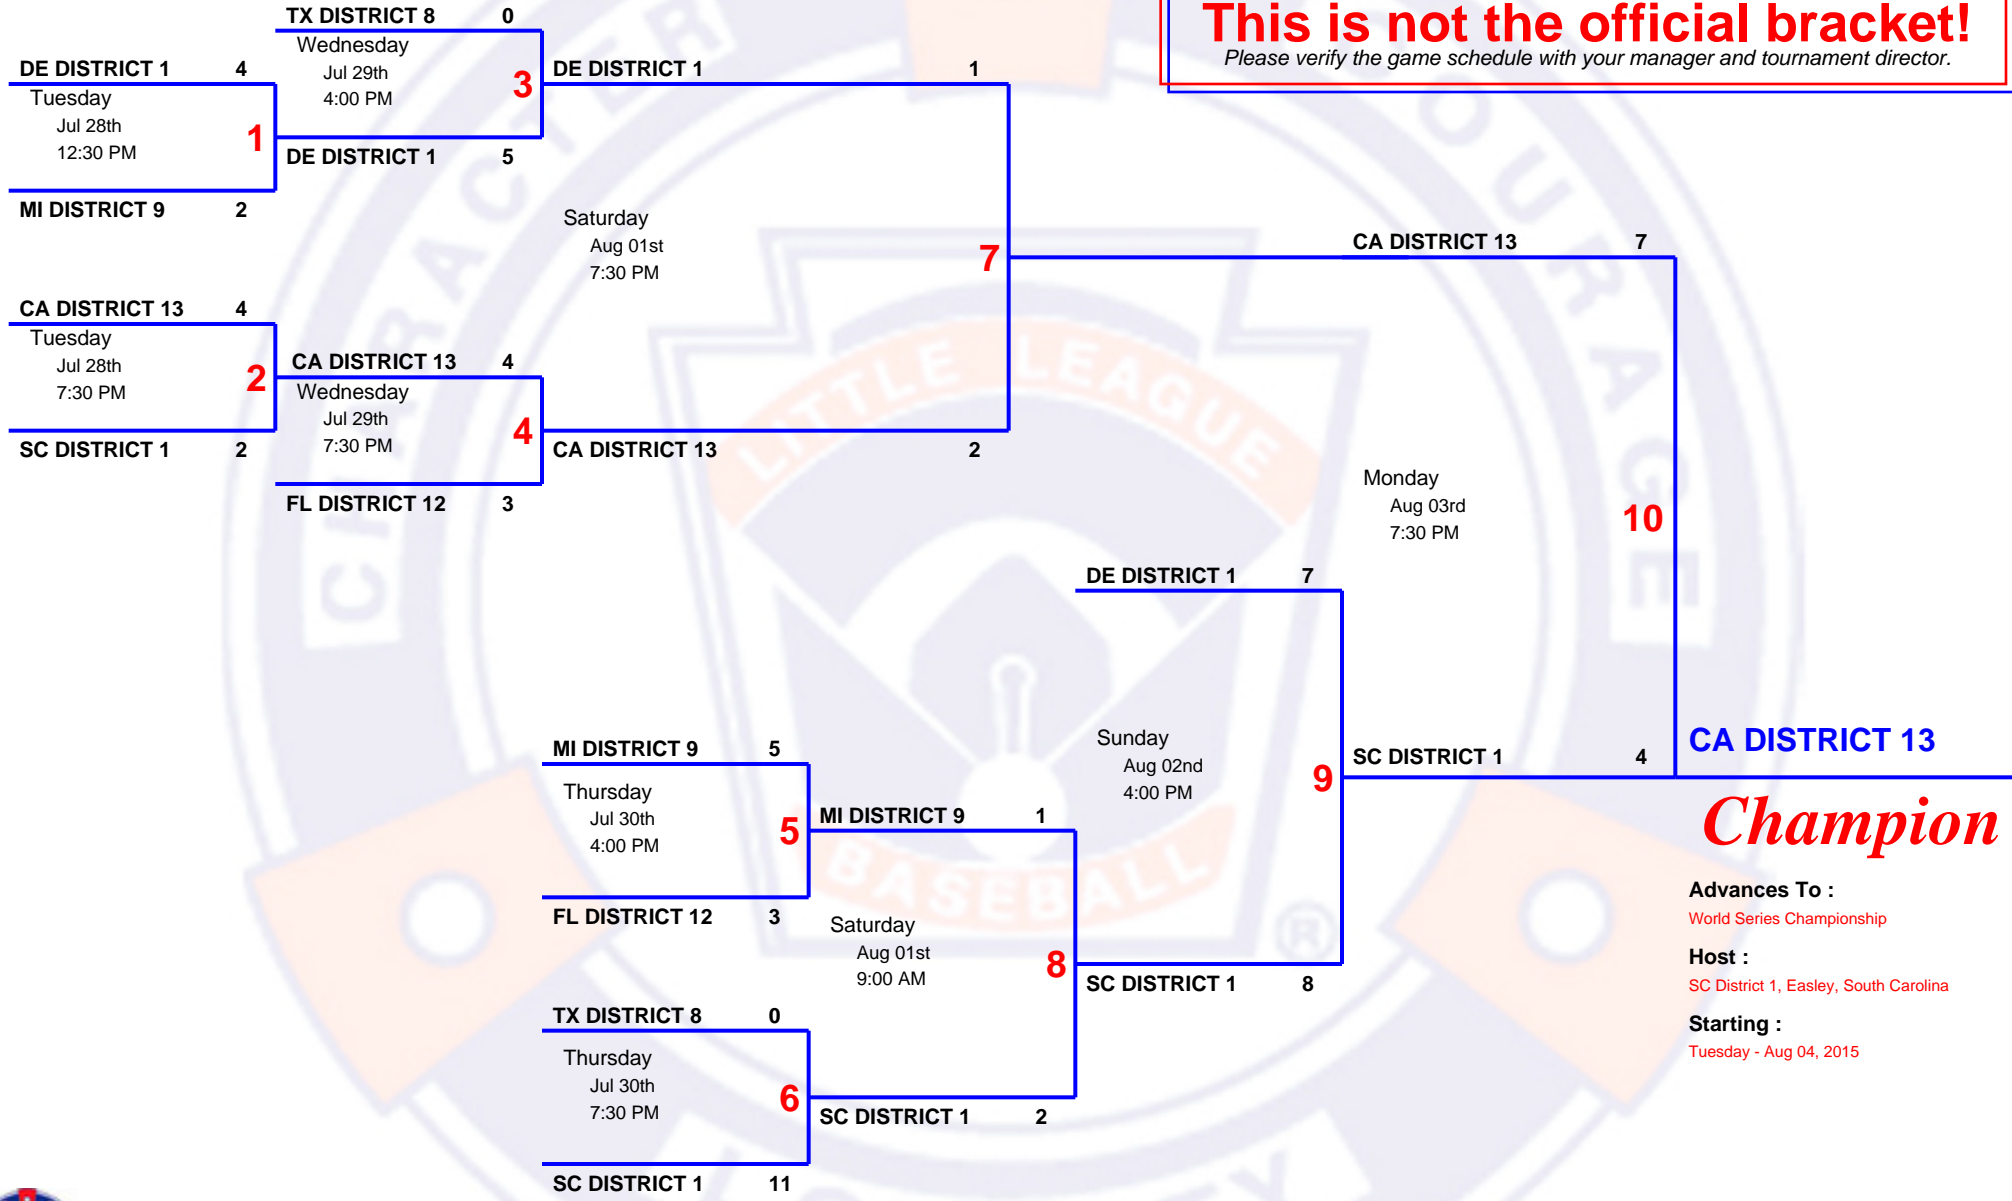 This is not the official bracket!
Please verify the game schedule with your manager and tournament director.
TX DISTRICT 8 0
Wednesday
Jul 29th
4:00 PM
3
DE DISTRICT 1 4
Tuesday
Jul 28th
12:30 PM
1
DE DISTRICT 1 5
MI DISTRICT 9 2
DE DISTRICT 1 1
Saturday
Aug 01st
7:30 PM
7
CA DISTRICT 13 4
Tuesday
Jul 28th
7:30 PM
2
SC DISTRICT 1 2
CA DISTRICT 13 4
Wednesday
Jul 29th
7:30 PM
4
FL DISTRICT 12 3
CA DISTRICT 13 2
CA DISTRICT 13 7
Monday
Aug 03rd
7:30 PM
10
DE DISTRICT 1 7
Sunday
Aug 02nd
4:00 PM
9
SC DISTRICT 1 4
MI DISTRICT 9 5
Thursday
Jul 30th
4:00 PM
5
FL DISTRICT 12 3
MI DISTRICT 9 1
Saturday
Aug 01st
9:00 AM
8
SC DISTRICT 1 8
TX DISTRICT 8 0
Thursday
Jul 30th
7:30 PM
6
SC DISTRICT 1 2
SC DISTRICT 1 11
CA DISTRICT 13
Champion
Advances To :
World Series Championship
Host :
SC District 1, Easley, South Carolina
Starting :
Tuesday - Aug 04, 2015
CHARACTER
COURAGE
LITTLE LEAGUE
BASEBALL
®